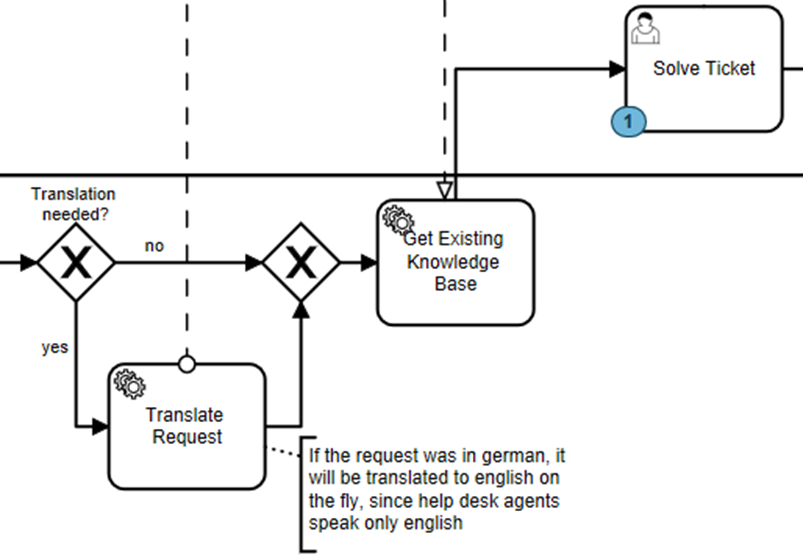 Solve Ticket
1
Translation
needed?
no
X
X
Get Existing
Knowledge
Base
yes
Translate
Request
If the request was in german, it
will be translated to english on
the fly, since help desk agents
speak only english